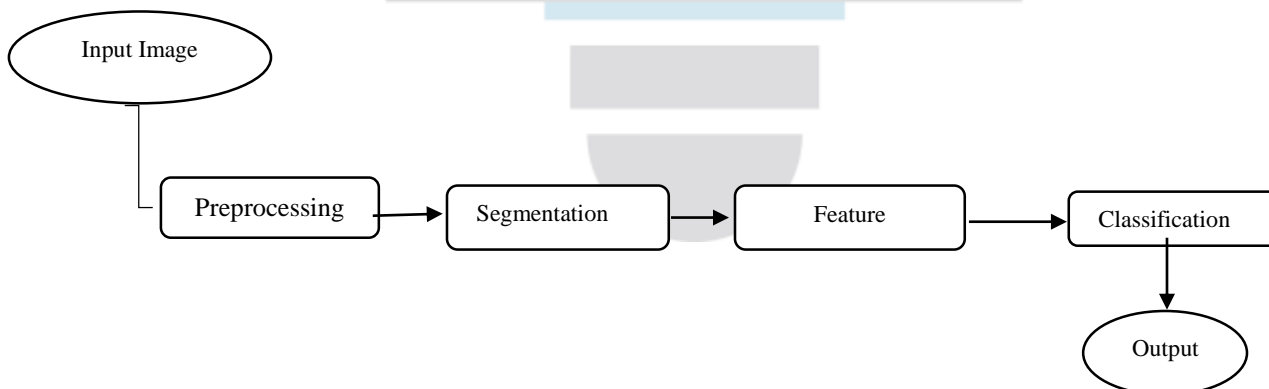 Input Image
Preprocessing
Segmentation
Feature
Classification
Output